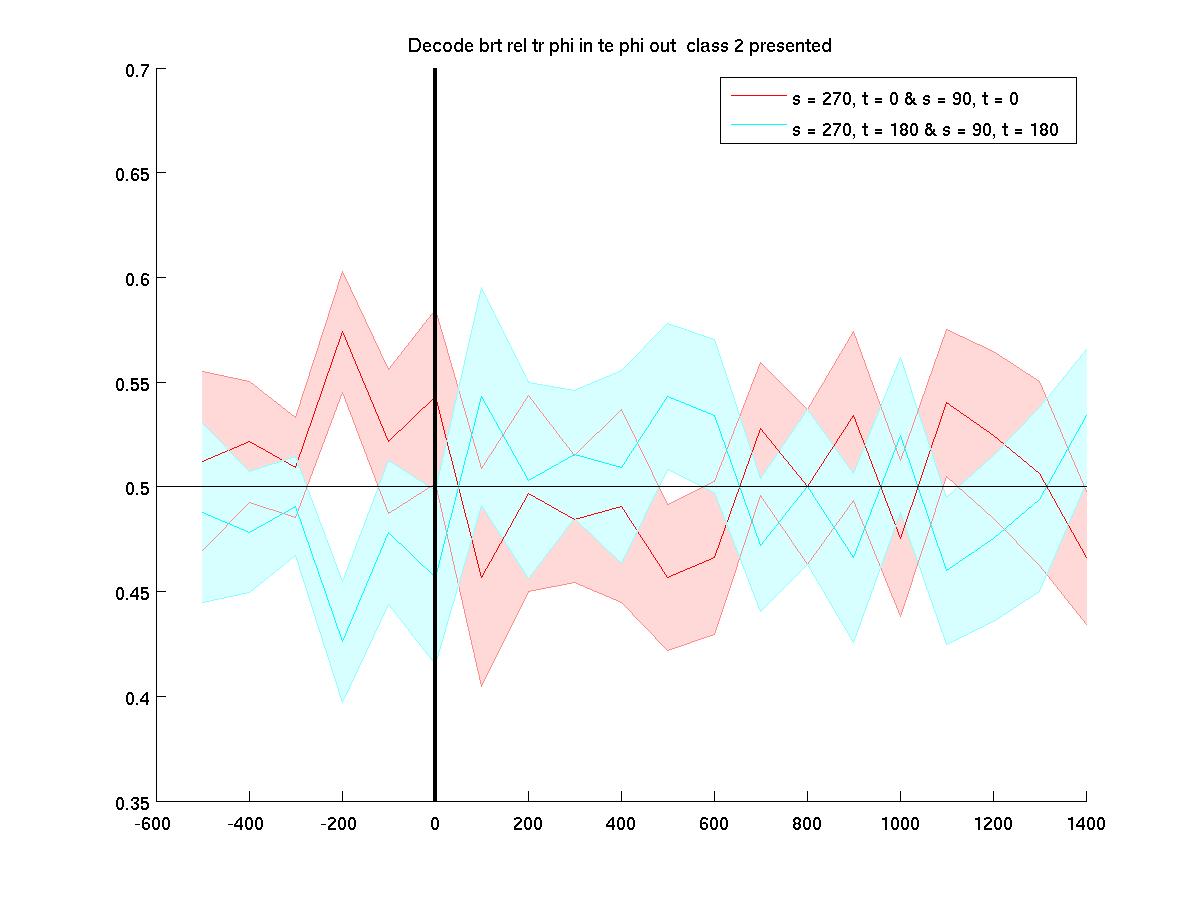 Decode brt rel tr phi in te phi out  class 2 presented
0.7
s = 270, t = 0 & s = 90, t = 0
s = 270, t = 180 & s = 90, t = 180
0.65
0.6
0.55
0.5
0.45
0.4
0.35
-600 -400 -200 0 200 400 600 800 1000 1200 1400